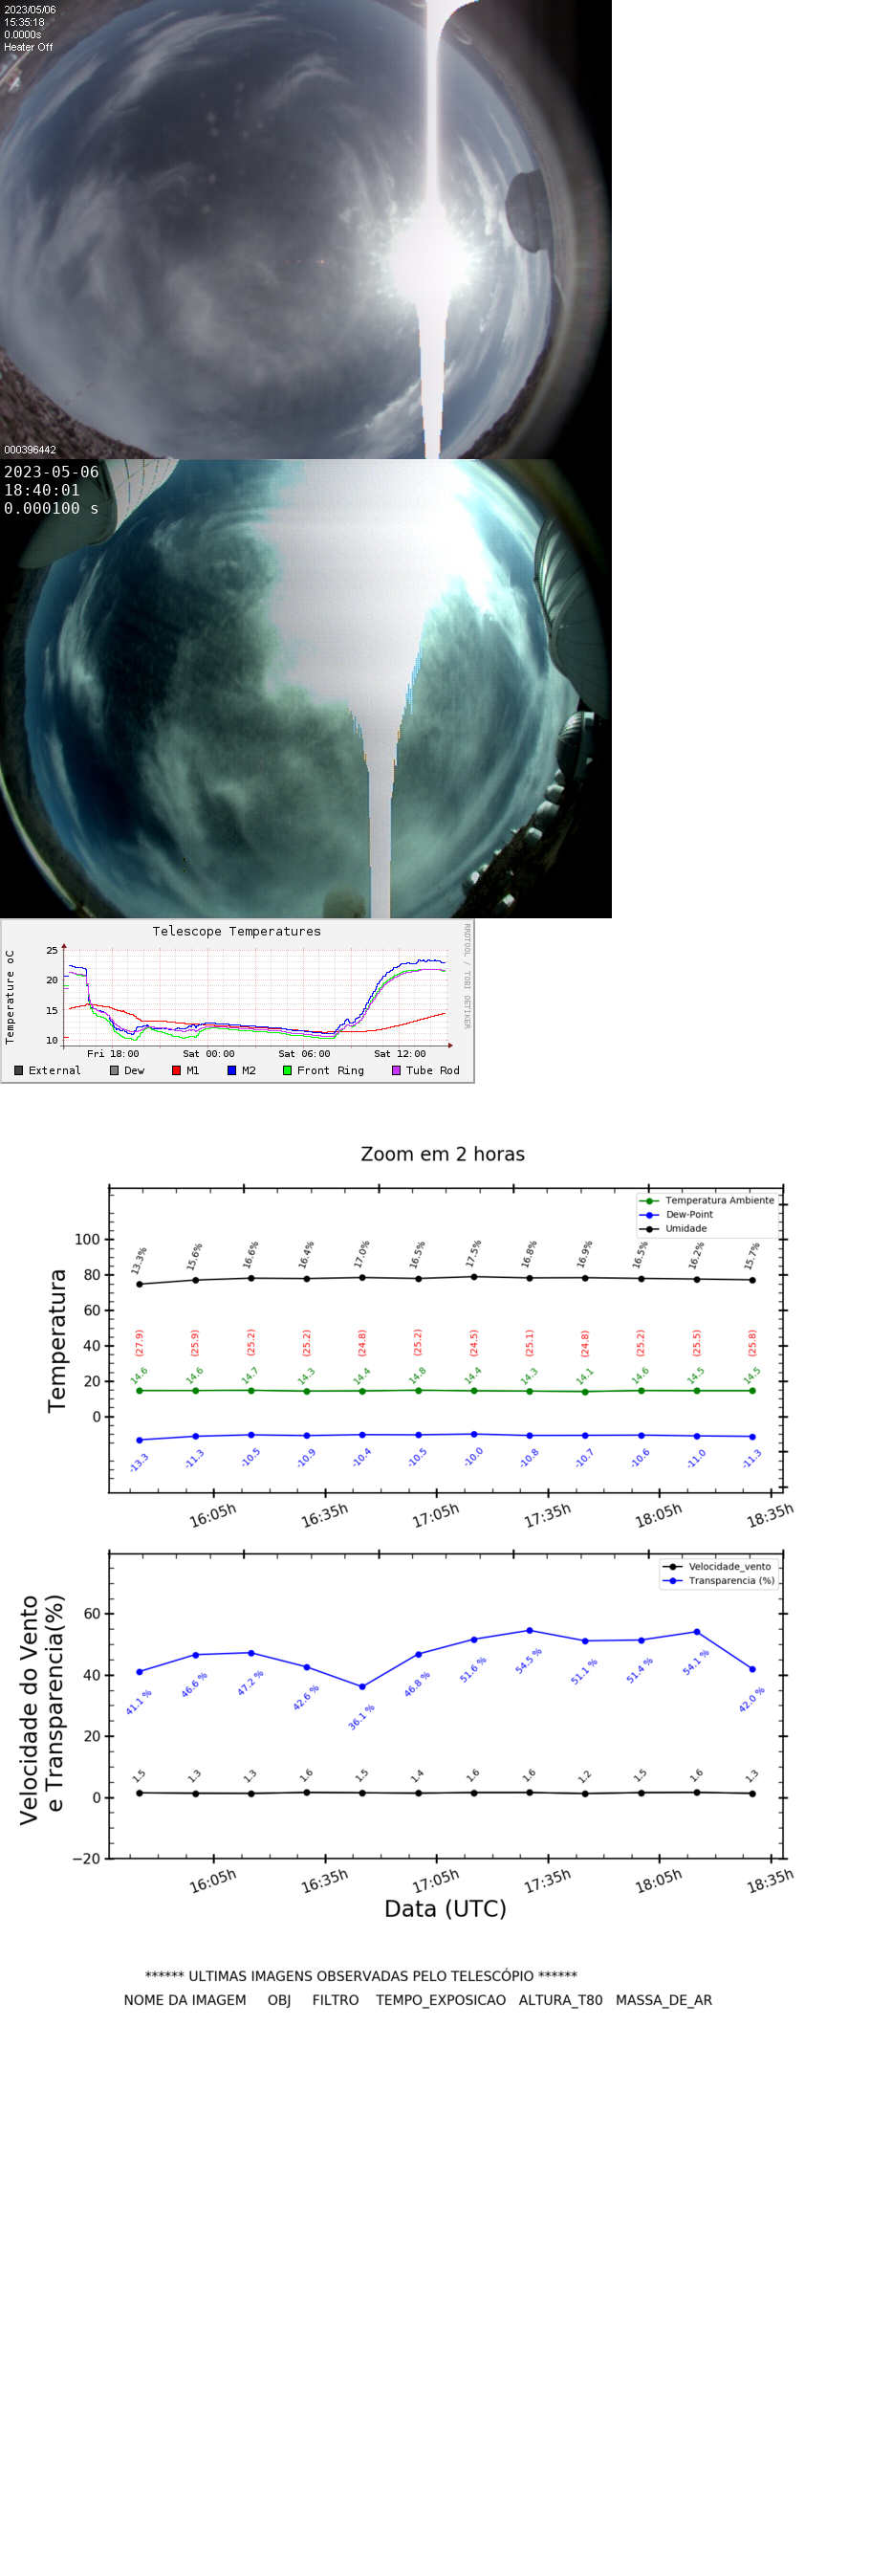 2023/05/06
15:35:18
0.0000s
Heater Off
000396442
2023-05-06
18:40:01
0.000100 s
Telescope Temperatures
RRDTOOL / TOBI OETIKER
Temperature oC
25
20
15
10
Fri 18:00 Sat 00:00 Sat 06:00 Sat 12:00
External Dew M1 M2 Front Ring Tube Rod
Zoom em 2 horas
Temperatura Ambiente
Dew-Point
Umidade
Temperatura
100
80
60
40
20
0
13.3% 15.6% 16.6% 16.4% 17.0% 16.5% 17.5% 16.8% 16.9% 16.5% 16.2% 15.7%
(27.9) (25.9) (25.2) (25.2) (24.8) (25.2) (24.5) (25.1) (24.8) (25.2) (25.5) (25.8)
14.6 14.6 14.7 14.3 14.4 14.8 14.4 14.3 14.1 14.6 14.5 14.5
-13.3 -11.3 -10.5 -10.9 -10.4 -10.5 -10.0 -10.8 -10.7 -10.6 -11.0 -11.3
16:05h 16:35h 17:05h 17:35h 18:05h 18:35h
Velocidade_vento
Transparencia (%)
Velocidade do Vento
e Transparencia(%)
60
40
20
0
−20
41.1 % 46.6 % 47.2 % 42.6 % 36.1 % 46.8 % 51.6 % 54.5 % 51.1 % 51.4 % 54.1 % 42.0 %
1.5 1.3 1.3 1.6 1.5 1.4 1.6 1.6 1.2 1.5 1.6 1.3
16:05h 16:35h 17:05h 17:35h 18:05h 18:35h
Data (UTC)
****** ULTIMAS IMAGENS OBSERVADAS PELO TELESCÓPIO ******
NOME DA IMAGEM OBJ FILTRO TEMPO_EXPOSICAO ALTURA_T80 MASSA_DE_AR